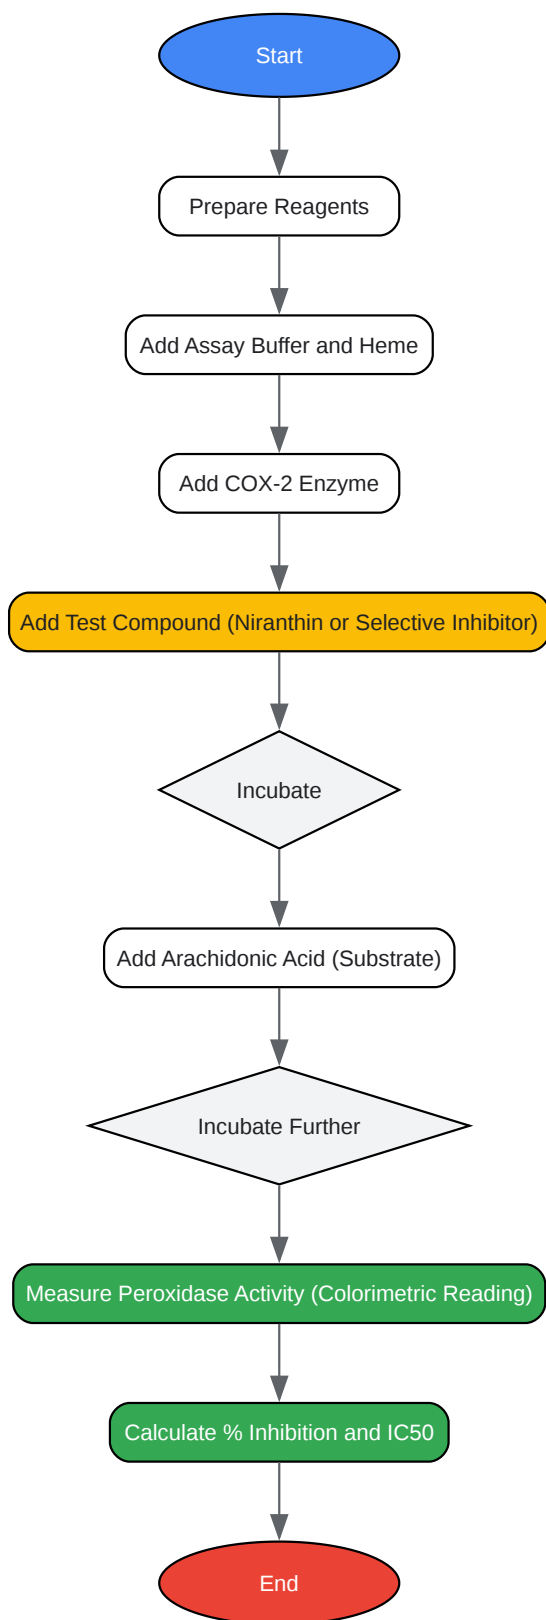 Start
Prepare Reagents
Add Assay Buffer and Heme
Add COX-2 Enzyme
Add Test Compound (Niranthin or Selective Inhibitor)
Incubate
Add Arachidonic Acid (Substrate)
Incubate Further
Measure Peroxidase Activity (Colorimetric Reading)
Calculate % Inhibition and IC50
End